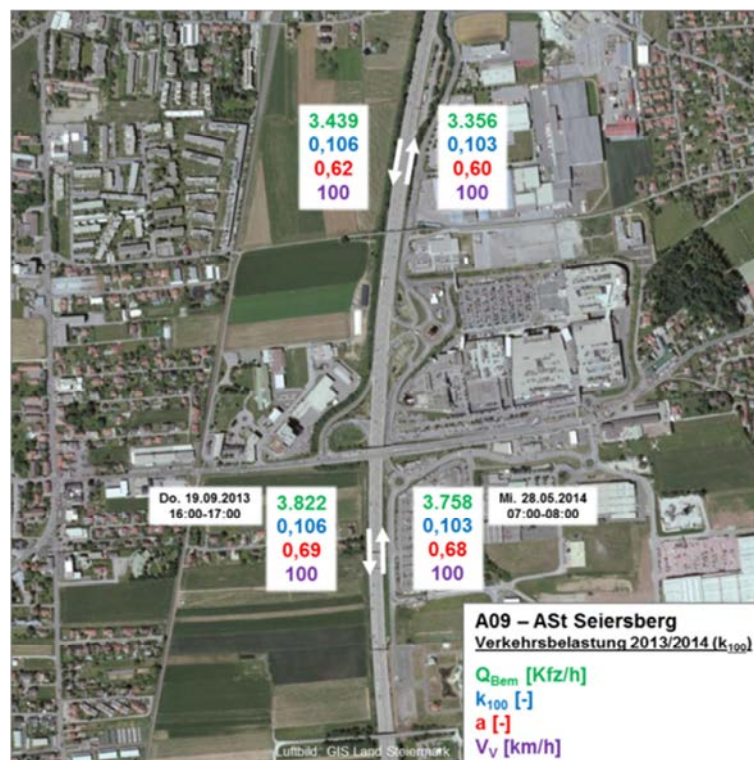 3.439
0,106
0,62
100
3.356
0,103
0,60
100
Do. 19.09.2013
16:00-17:00
3.822
0,106
0,69
100
3.758
0,103
0,68
100
Mi. 28.05.2014
07:00-08:00
A09 – ASt Seiersberg
Verkehrsbelastung 2013/2014 (k₁₀₀)
Q_Bem [Kfz/h]
k₁₀₀ [-]
a [-]
V_V [km/h]
Luftbild: GIS Land Steiermark